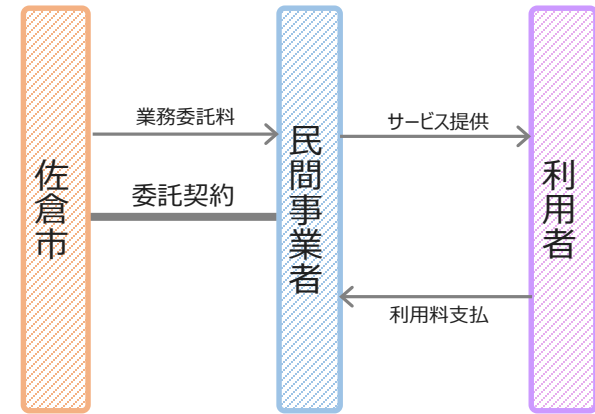 佐倉市
業務委託料
委託契約
民間事業者
サービス提供
利用料支払
利用者